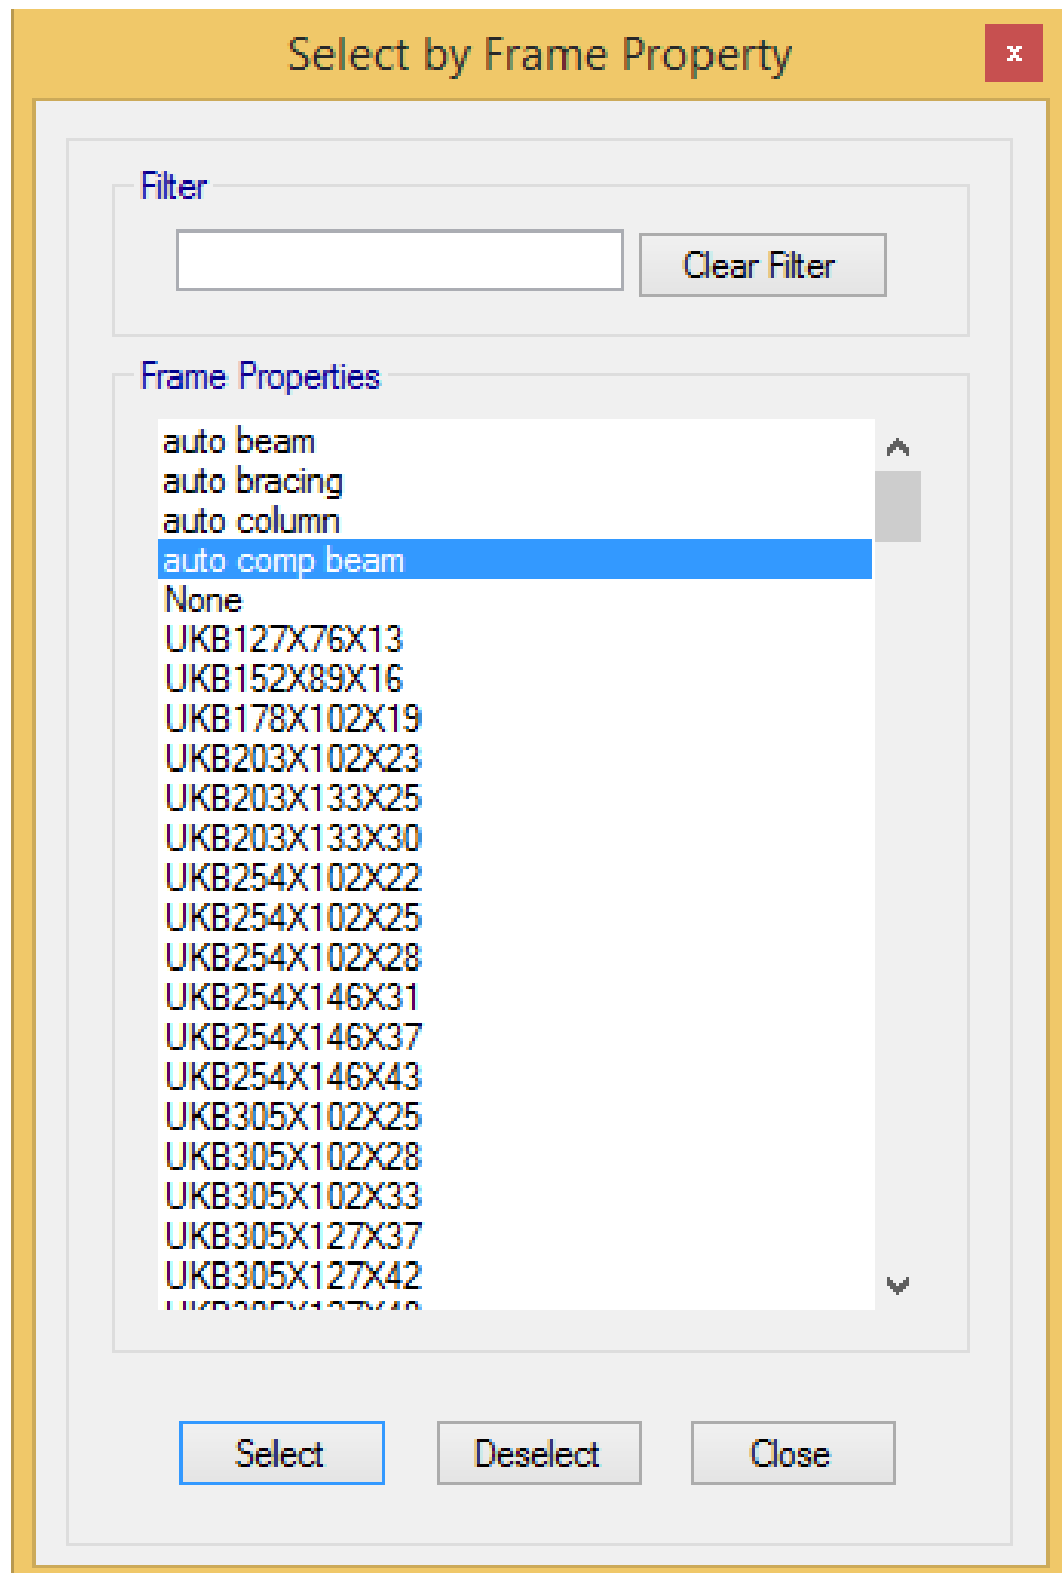 Select by Frame Property
x
Filter
Clear Filter
Frame Properties
auto beam
auto bracing
auto column
auto comp beam
None
UKB127X76X13
UKB152X89X16
UKB178X102X19
UKB203X102X23
UKB203X133X25
UKB203X133X30
UKB254X102X22
UKB254X102X25
UKB254X102X28
UKB254X146X31
UKB254X146X37
UKB254X146X43
UKB305X102X25
UKB305X102X28
UKB305X102X33
UKB305X127X37
UKB305X127X42
Select Deselect Close